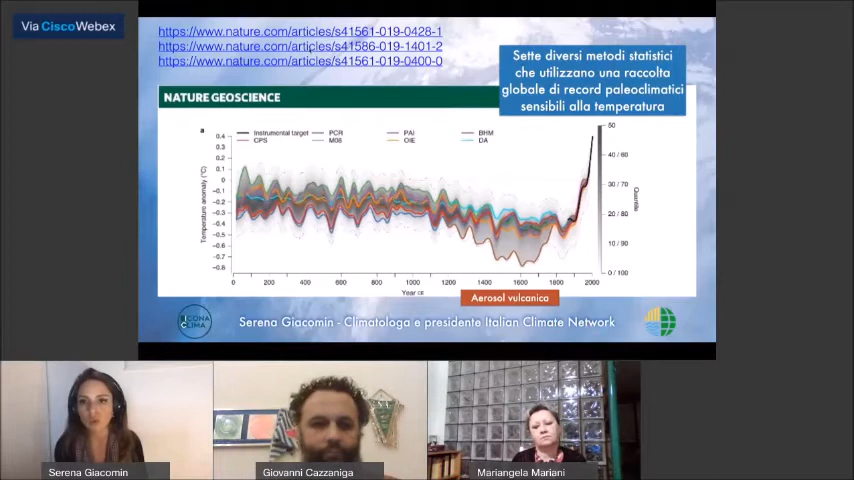 Via Cisco Webex
https://www.nature.com/articles/s41561-019-0428-1
https://www.nature.com/articles/s41586-019-1401-2
https://www.nature.com/articles/s41561-019-0400-0
Sette diversi metodi statistici
che utilizzano una raccolta
globale di record paleoclimatici
sensibili alla temperatura
NATURE GEOSCIENCE
a
Instrumental target PCR PAI BHM
CPS M08 OIE DA
Temperature anomaly (°C)
0.4
0.3
0.2
0.1
0
−0.1
−0.2
−0.3
−0.4
−0.5
−0.6
−0.7
−0.8
50
40 / 60
30 / 70
20 / 80
10 / 90
0 / 100
Quantile
0 200 400 600 800 1000 1200 1400 1600 1800 2000
Year CE
Aerosol vulcanica
ICONA
CLIMA
Serena Giacomin - Climatologa e presidente Italian Climate Network
Serena Giacomin
Giovanni Cazzaniga
Mariangela Mariani